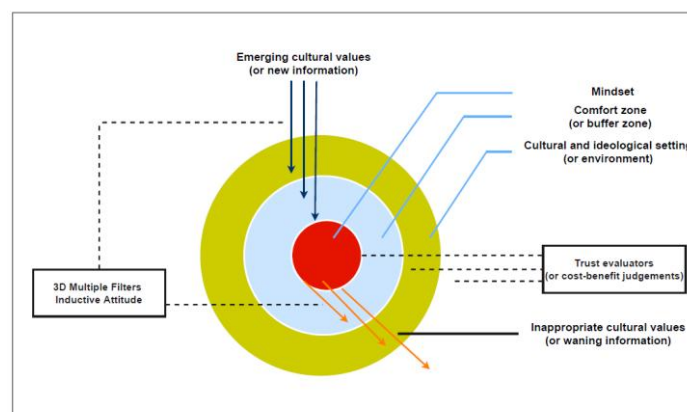 Emerging cultural values
(or new information)
Mindset
Comfort zone
(or buffer zone)
Cultural and ideological setting
(or environment)
3D Multiple Filters
Inductive Attitude
Trust evaluators
(or cost-benefit judgements)
Inappropriate cultural values
(or waning information)